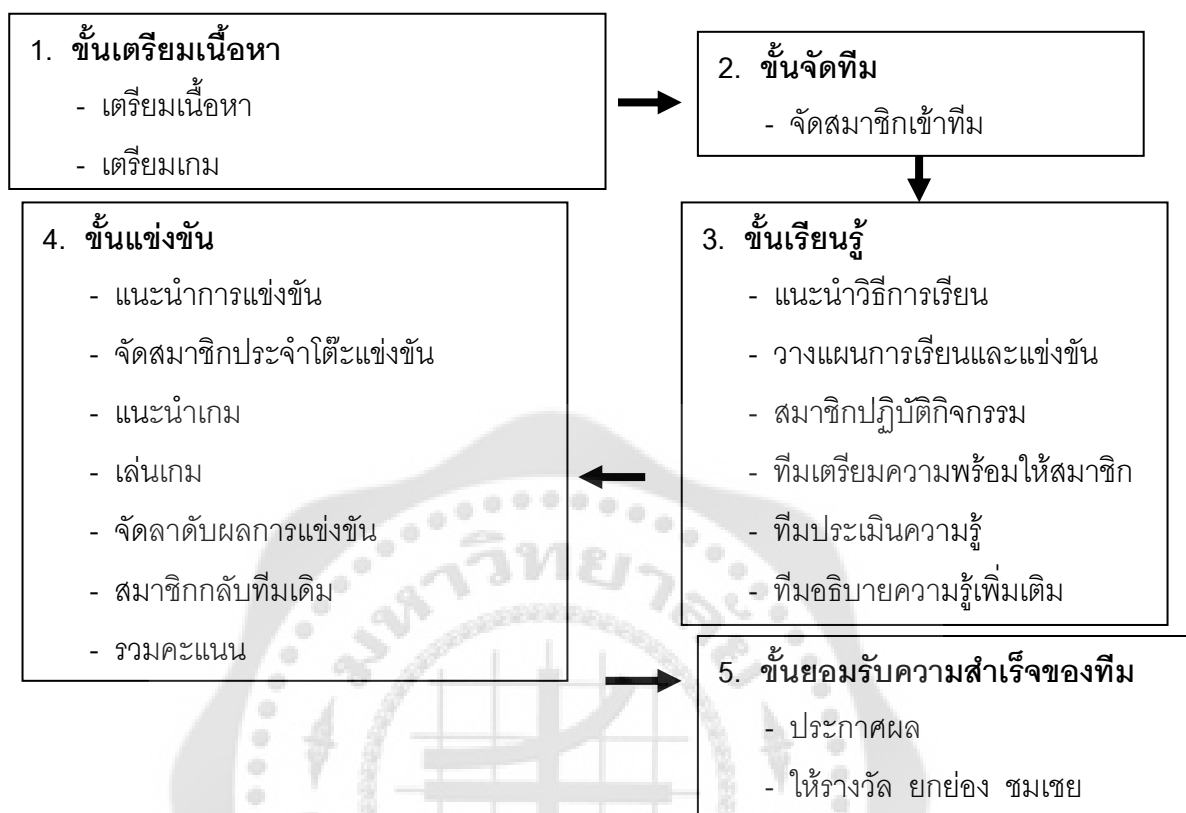 1. ขั้นเตรียมเนื้อหา
- เตรียมเนื้อหา
- เตรียมเกม
2. ขั้นจัดทีม
- จัดสมาชิกเข้าทีม
3. ขั้นเรียนรู้
- แนะนำวิธีการเรียน
- วางแผนการเรียนและแข่งขัน
- สมาชิกปฏิบัติกิจกรรม
- ทีมเตรียมความพร้อมให้สมาชิก
- ทีมประเมินความรู้
- ทีมอธิบายความรู้เพิ่มเติม
4. ขั้นแข่งขัน
- แนะนำการแข่งขัน
- จัดสมาชิกประจำโต๊ะแข่งขัน
- แนะนำเกม
- เล่นเกม
- จัดลาดับผลการแข่งขัน
- สมาชิกกลับทีมเดิม
- รวมคะแนน
5. ขั้นยอมรับความสำเร็จของทีม
- ประกาศผล
- ให้รางวัล ยกย่อง ชมเชย
มหาวิทยาลัย